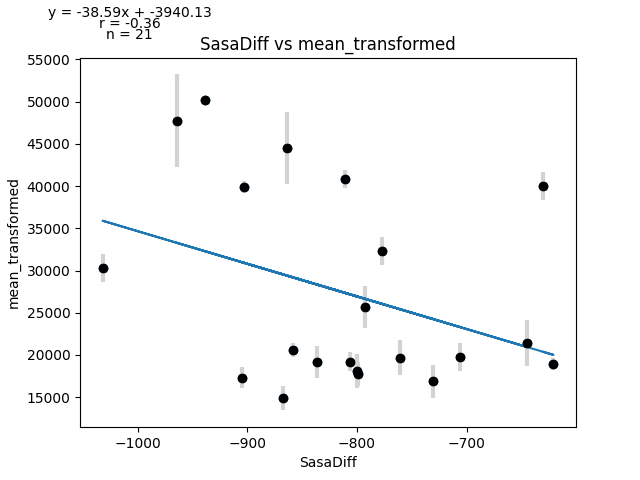 y = -38.59x + -3940.13
r = -0.36
n = 21
SasaDiff vs mean_transformed
55000
50000
45000
40000
35000
30000
25000
20000
15000
mean_transformed
−1000
−900
−800
−700
SasaDiff